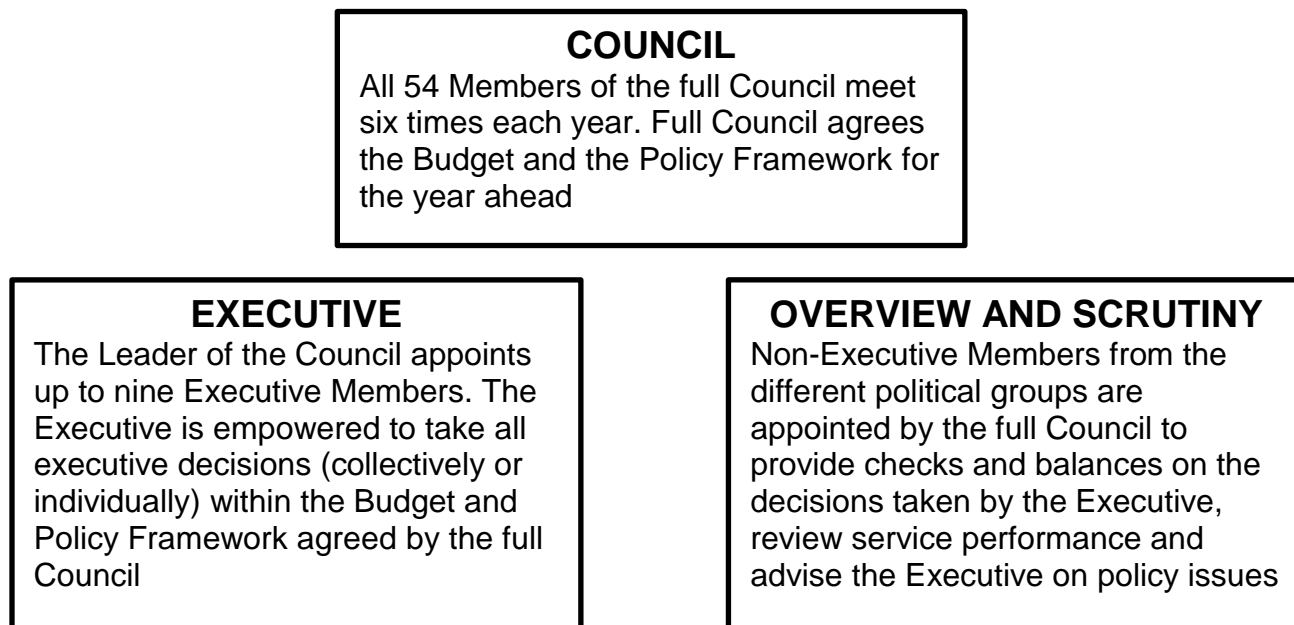 COUNCIL
All 54 Members of the full Council meet
six times each year. Full Council agrees
the Budget and the Policy Framework for
the year ahead
EXECUTIVE
The Leader of the Council appoints
up to nine Executive Members. The
Executive is empowered to take all
executive decisions (collectively or
individually) within the Budget and
Policy Framework agreed by the full
Council
OVERVIEW AND SCRUTINY
Non-Executive Members from the
different political groups are
appointed by the full Council to
provide checks and balances on the
decisions taken by the Executive,
review service performance and
advise the Executive on policy issues